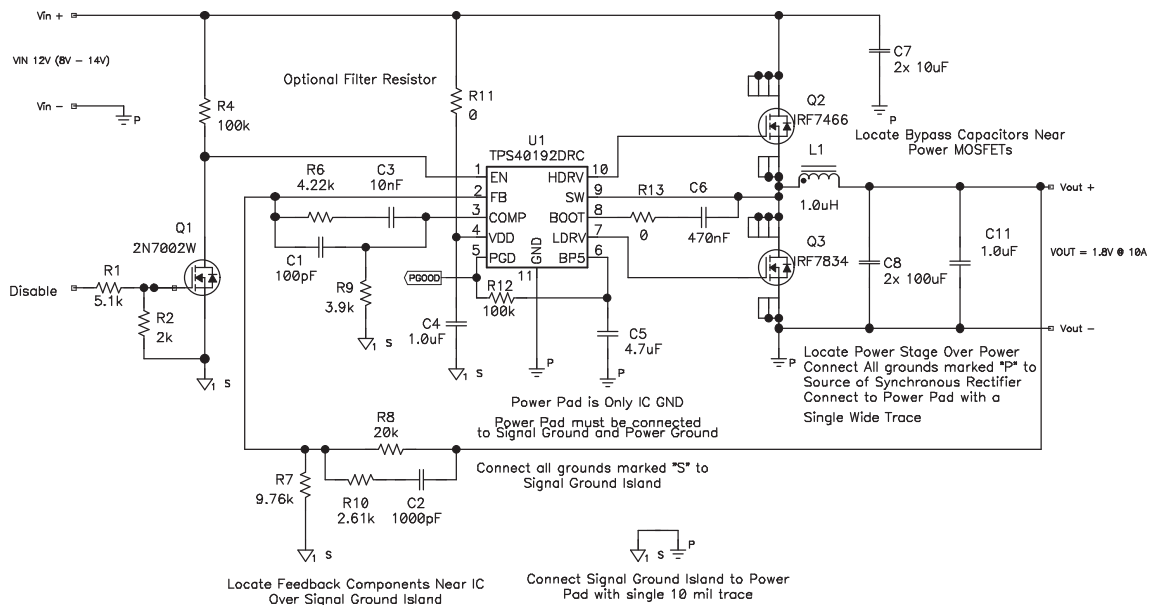 Vin +
VIN 12V (8V – 14V)
Vin –
P
R4
100k
Optional Filter Resistor
R11
0
C7
2x 10uF
P
Locate Bypass Capacitors Near
Power MOSFETs
Q2
IRF7466
U1
TPS40192DRC
1 EN HDRV 10
2 FB SW 9
3 COMP BOOT 8
4 VDD LDRV 7
5 PGD GND BP5 6
11
R6
4.22k
C3
10nF
C1
100pF
R9
3.9k
1 S
R13
0
C6
470nF
L1
1.0uH
Vout +
Q1
2N7002W
Disable
R1
5.1k
R2
2k
1 S
PGOOD
R12
100k
C4
1.0uF
1 S
P
C5
4.7uF
P
Q3
IRF7834
C8
2x 100uF
C11
1.0uF
VOUT = 1.8V @ 10A
Vout –
P
Locate Power Stage Over Power
Connect All grounds marked "P" to
Source of Synchronous Rectifier
Connect to Power Pad with a
Single Wide Trace
Power Pad is Only IC GND
Power Pad must be connected
to Signal Ground and Power Ground
R8
20k
R7
9.76k
R10
2.61k
C2
1000pF
1 S
Connect all grounds marked "S" to
Signal Ground Island
1 S
P
Locate Feedback Components Near IC
Over Signal Ground Island
Connect Signal Ground Island to Power
Pad with single 10 mil trace